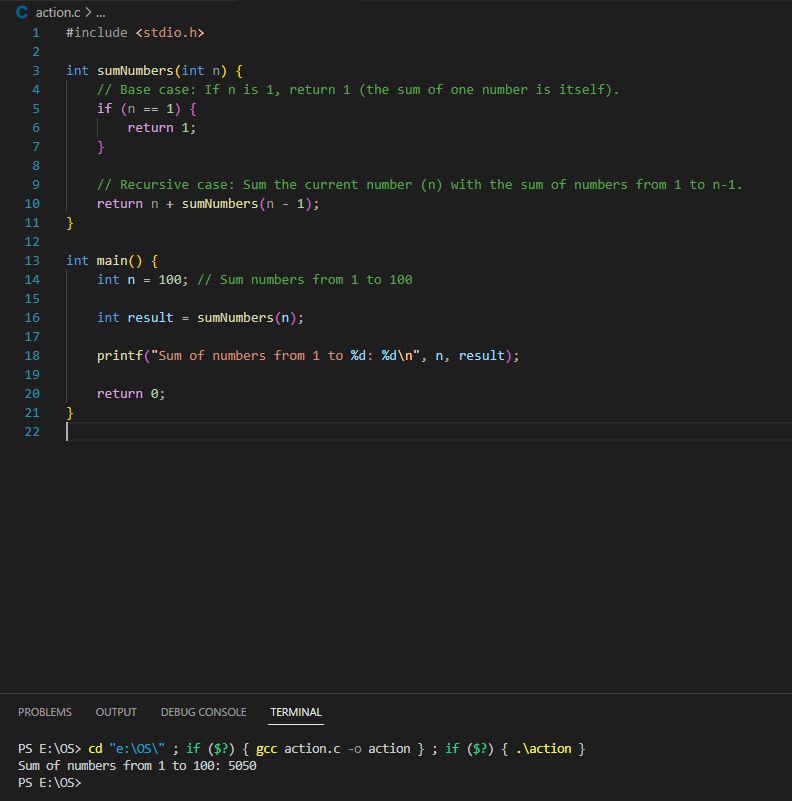 C action.c > ...
1 #include <stdio.h>
2
3 int sumNumbers(int n) {
4 // Base case: If n is 1, return 1 (the sum of one number is itself).
5 if (n == 1) {
6 return 1;
7 }
8
9 // Recursive case: Sum the current number (n) with the sum of numbers from 1 to n-1.
10 return n + sumNumbers(n - 1);
11 }
12
13 int main() {
14 int n = 100; // Sum numbers from 1 to 100
15
16 int result = sumNumbers(n);
17
18 printf("Sum of numbers from 1 to %d: %d\n", n, result);
19
20 return 0;
21 }
22
PROBLEMS OUTPUT DEBUG CONSOLE TERMINAL
PS E:\OS> cd "e:\OS\" ; if ($?) { gcc action.c -o action } ; if ($?) { .\action }
Sum of numbers from 1 to 100: 5050
PS E:\OS>